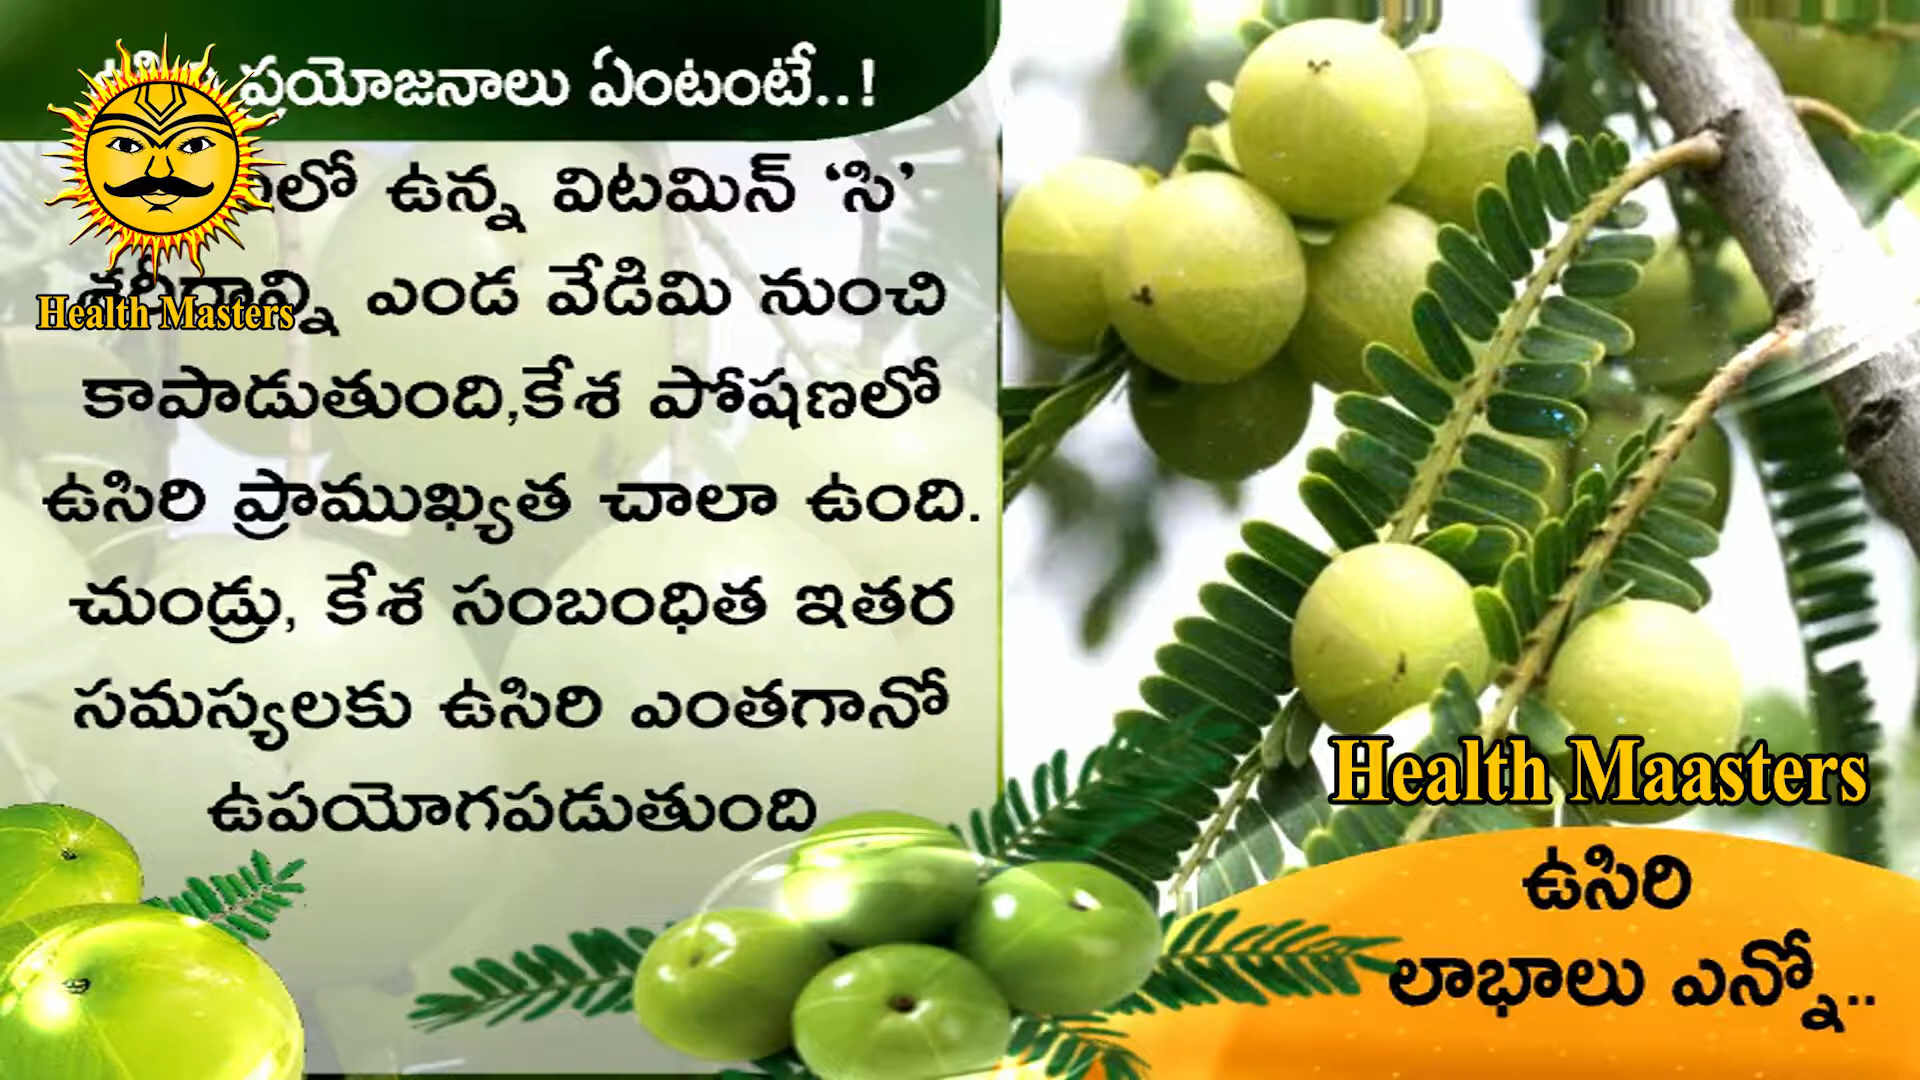 ప్రయోజనాలు ఏంటంటే..!
ఉన్న విటమిన్ ‘సి’
ఎండ వేడిమి నుంచి
కాపాడుతుంది,కేశ పోషణలో
ఉసిరి ప్రాముఖ్యత చాలా ఉంది.
చుండ్రు, కేశ సంబంధిత ఇతర
సమస్యలకు ఉసిరి ఎంతగానో
ఉపయోగపడుతుంది
Health Masters
Health Maasters
ఉసిరి
లాభాలు ఎన్నో..